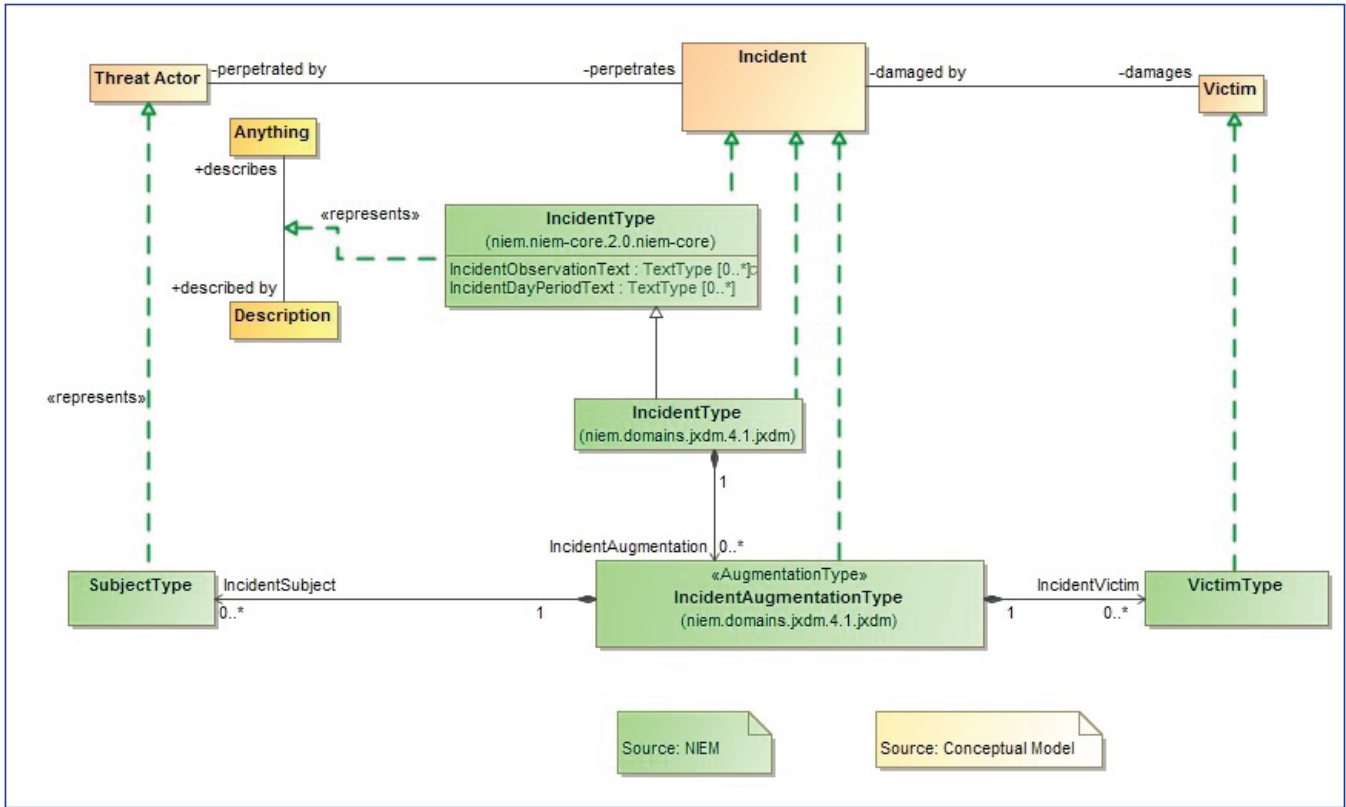 Threat Actor
-perpetrated by
-perpetrates
Incident
-damaged by
-damages
Victim
Anything
+describes
«represents»
+described by
Description
IncidentType
(niem.niem-core.2.0.niem-core)
IncidentObservationText : TextType [0..*]
IncidentDayPeriodText : TextType [0..*]
«represents»
IncidentType
(niem.domains.jxdm.4.1.jxdm)
1
IncidentAugmentation
0..*
SubjectType
IncidentSubject
0..*
1
«AugmentationType»
IncidentAugmentationType
(niem.domains.jxdm.4.1.jxdm)
1
IncidentVictim
0..*
VictimType
Source: NIEM
Source: Conceptual Model